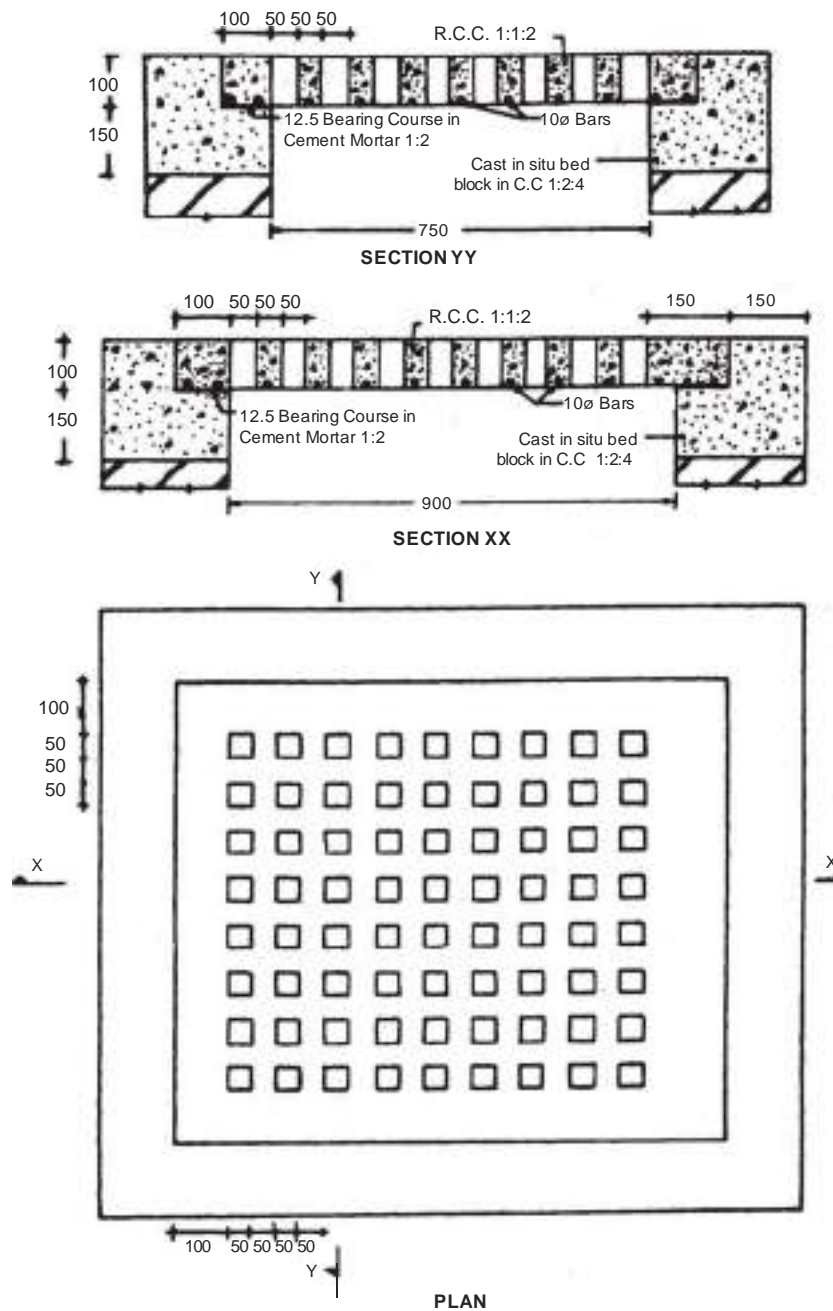 100 50 50 50
R.C.C. 1:1:2
100
150
12.5 Bearing Course in
Cement Mortar 1:2
10ø Bars
Cast in situ bed
block in C.C 1:2:4
750
SECTION YY
100 50 50 50
R.C.C. 1:1:2
150 150
100
150
12.5 Bearing Course in
Cement Mortar 1:2
10ø Bars
Cast in situ bed
block in C.C 1:2:4
900
SECTION XX
Y
100
50
50
50
X X
100 50 50 50 50
Y
PLAN